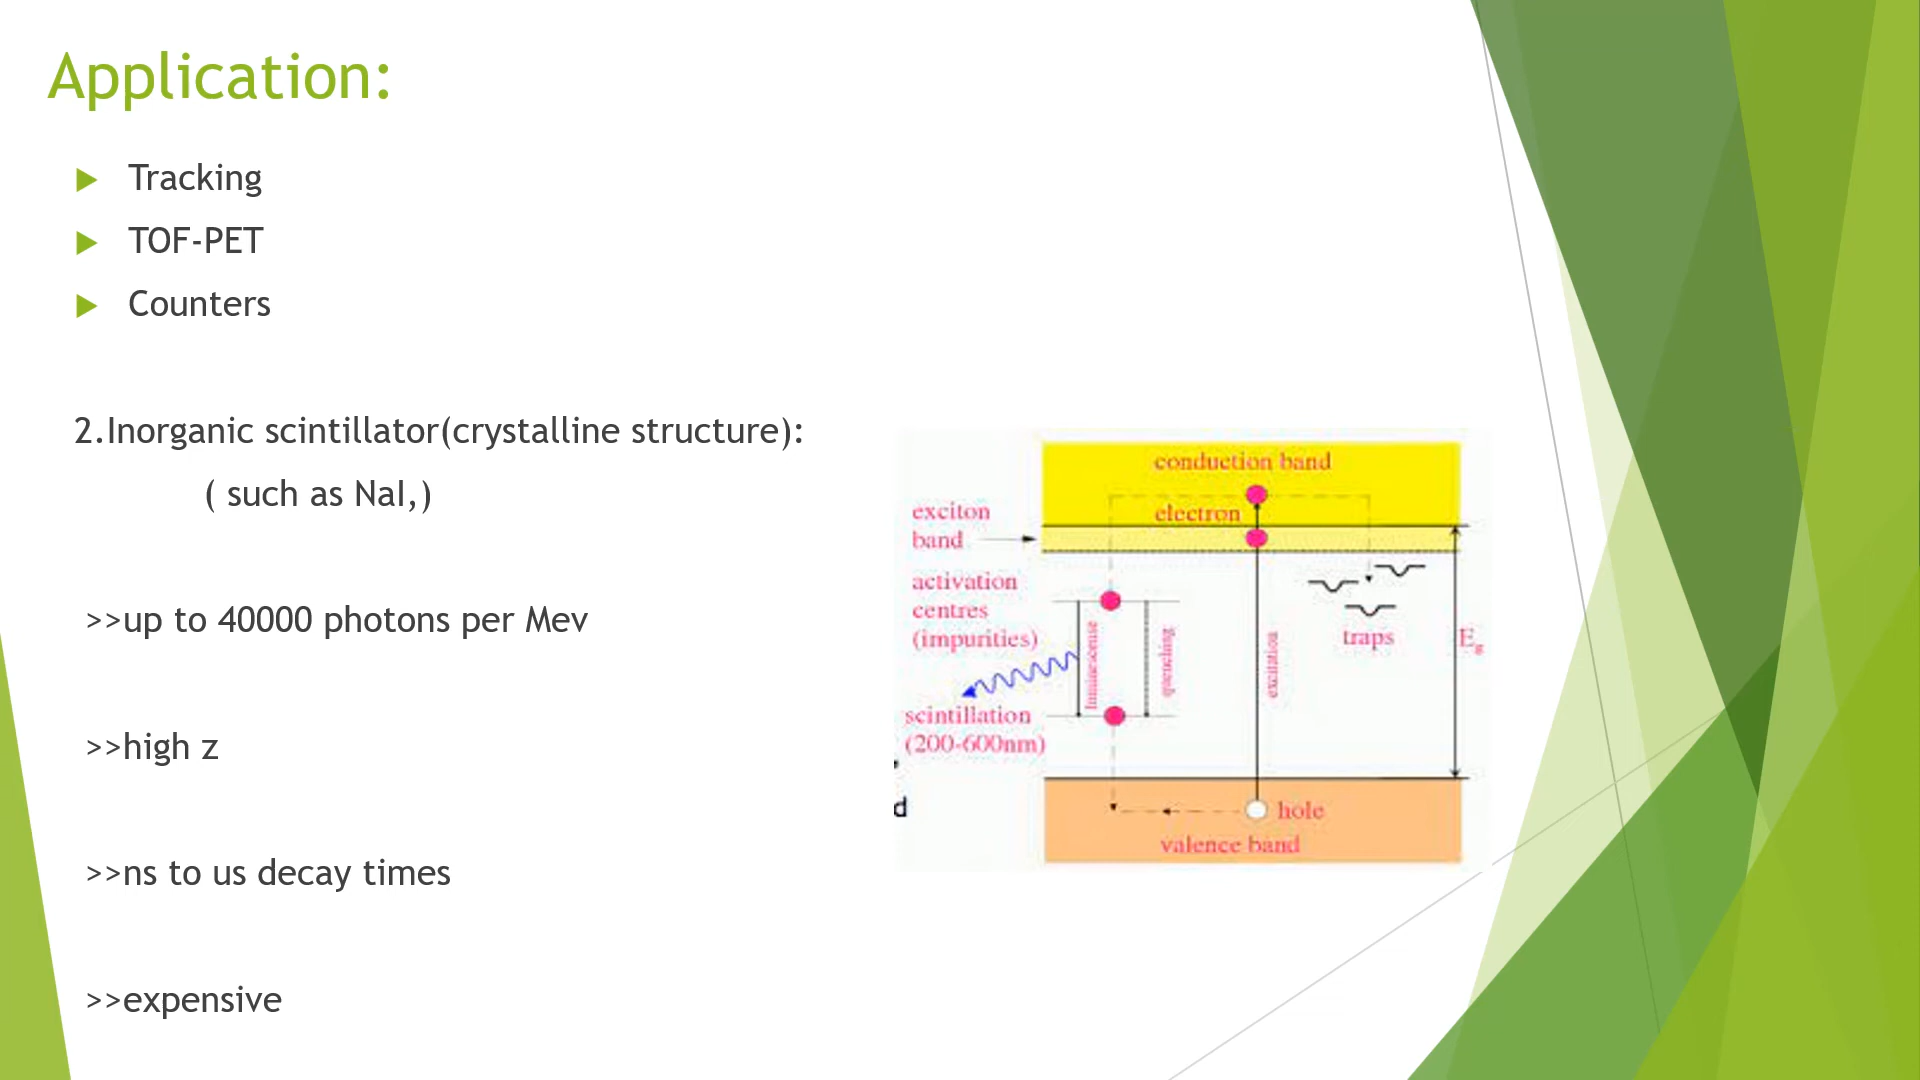 Application:
Tracking
TOF-PET
Counters
2.Inorganic scintillator(crystalline structure):
( such as NaI,)
>>up to 40000 photons per Mev
>>high z
>>ns to us decay times
>>expensive
conduction band
exciton
band
electron
activation
centres
(impurities)
luminescense
quenching
excitation
traps
E
scintillation
(200-600nm)
d
hole
valence band